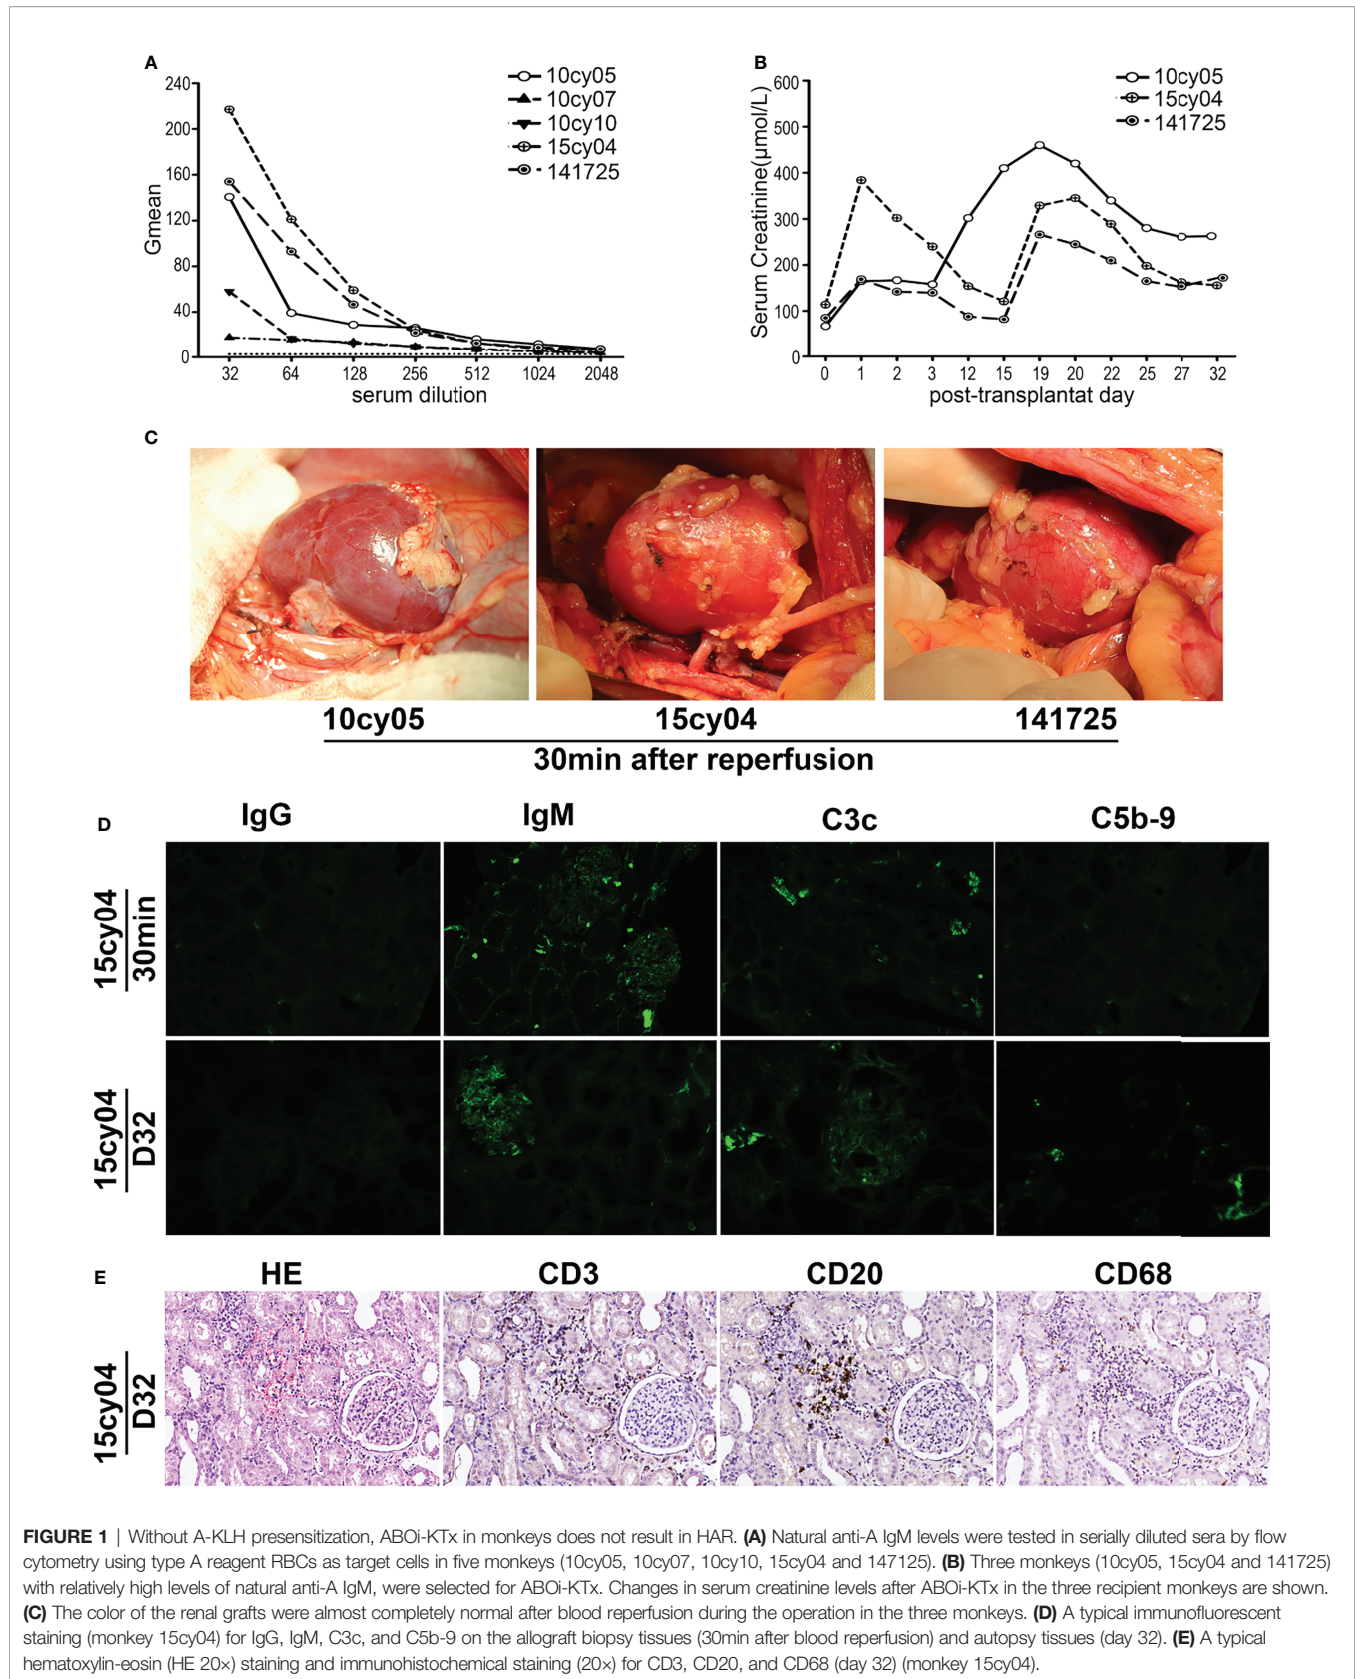 A
240
200
160
120
80
40
0
Gmean
32 64 128 256 512 1024 2048
serum dilution
10cy05
10cy07
10cy10
15cy04
141725
B
600
500
400
300
200
100
0
Serum Creatinine(μmol/L)
0 1 2 3 12 15 19 20 22 25 27 32
post-transplantat day
10cy05
15cy04
141725
C
10cy05 15cy04 141725
30min after reperfusion
D
IgG IgM C3c C5b-9
15cy04
30min
15cy04
D32
E
HE CD3 CD20 CD68
15cy04
D32
FIGURE 1 | Without A-KLH presensitization, ABOi-KTx in monkeys does not result in HAR. (A) Natural anti-A IgM levels were tested in serially diluted sera by flow
cytometry using type A reagent RBCs as target cells in five monkeys (10cy05, 10cy07, 10cy10, 15cy04 and 147125). (B) Three monkeys (10cy05, 15cy04 and 141725)
with relatively high levels of natural anti-A IgM, were selected for ABOi-KTx. Changes in serum creatinine levels after ABOi-KTx in the three recipient monkeys are shown.
(C) The color of the renal grafts were almost completely normal after blood reperfusion during the operation in the three monkeys. (D) A typical immunofluorescent
staining (monkey 15cy04) for IgG, IgM, C3c, and C5b-9 on the allograft biopsy tissues (30min after blood reperfusion) and autopsy tissues (day 32). (E) A typical
hematoxylin-eosin (HE 20×) staining and immunohistochemical staining (20×) for CD3, CD20, and CD68 (day 32) (monkey 15cy04).